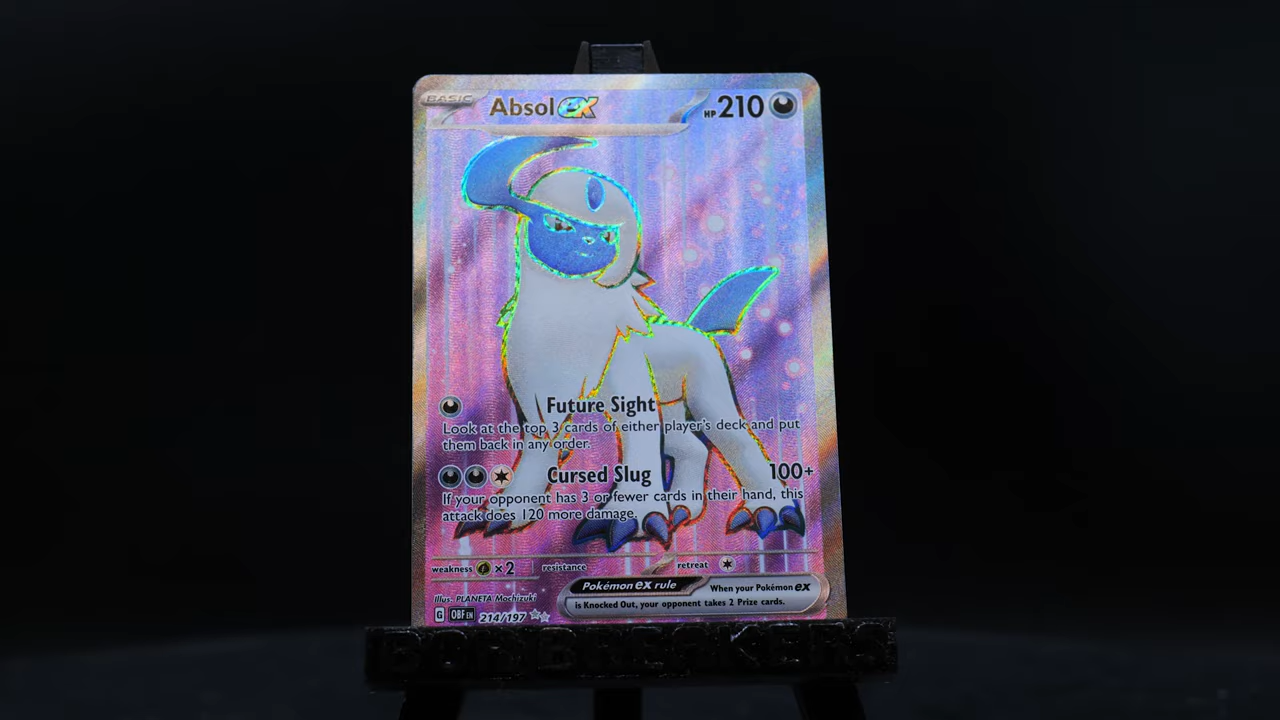 BASIC Absol ex HP 210
Future Sight
Look at the top 3 cards of either player's deck and put
them back in any order.
Cursed Slug 100+
If your opponent has 3 or fewer cards in their hand, this
attack does 120 more damage.
weakness ×2 resistance retreat
Pokémon ex rule When your Pokémon ex
is Knocked Out, your opponent takes 2 Prize cards.
Illus. PLANETA Mochizuki
G OBF EN 214/197
BOXBREAKERS